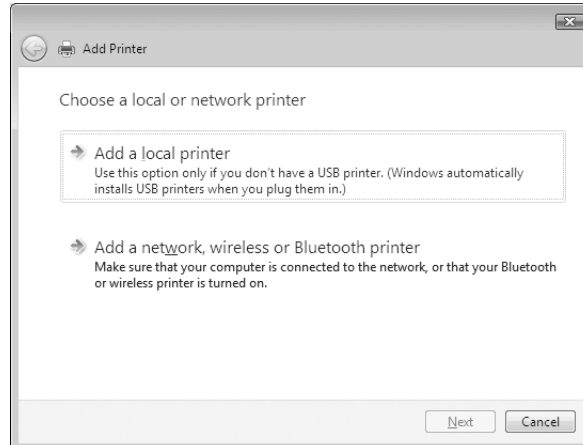 Add Printer
Choose a local or network printer
Add a local printer
Use this option only if you don't have a USB printer. (Windows automatically
installs USB printers when you plug them in.)
Add a network, wireless or Bluetooth printer
Make sure that your computer is connected to the network, or that your Bluetooth
or wireless printer is turned on.
Next
Cancel